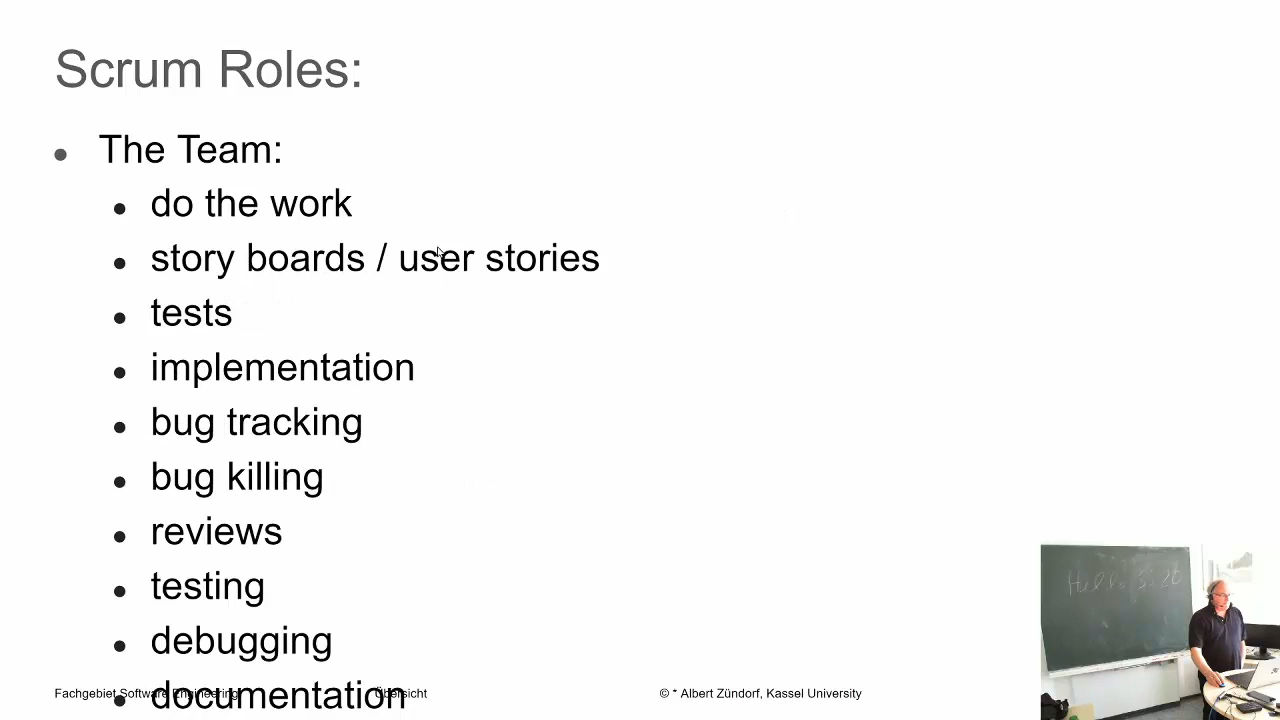 Scrum Roles:
The Team:
do the work
story boards / user stories
tests
implementation
bug tracking
bug killing
reviews
testing
debugging
documentation
Fachgebiet Software Engineering Übersicht © * Albert Zündorf, Kassel University
Hello